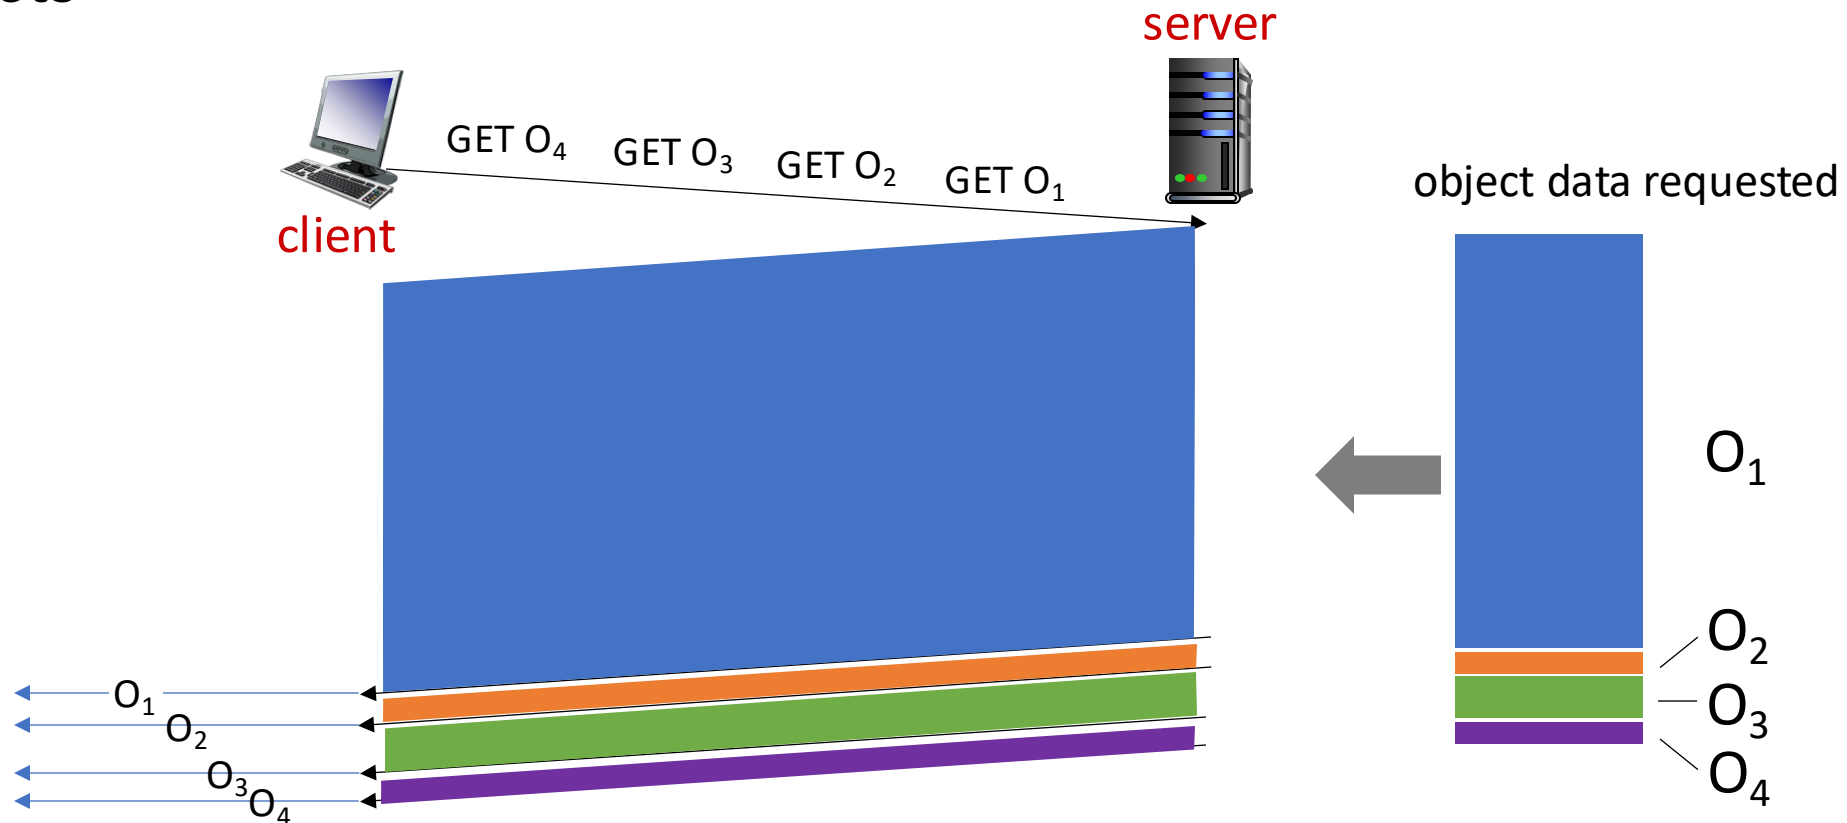 server
GET O₄
GET O₃
GET O₂
GET O₁
object data requested
client
O₁
O₂
O₁
O₂
O₃
O₃
O₄
O₄